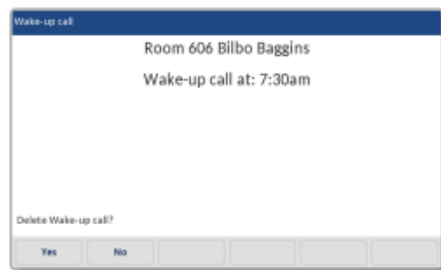 Wake-up call
Room 606 Bilbo Baggins
Wake-up call at: 7:30am
Delete Wake-up call?
Yes No